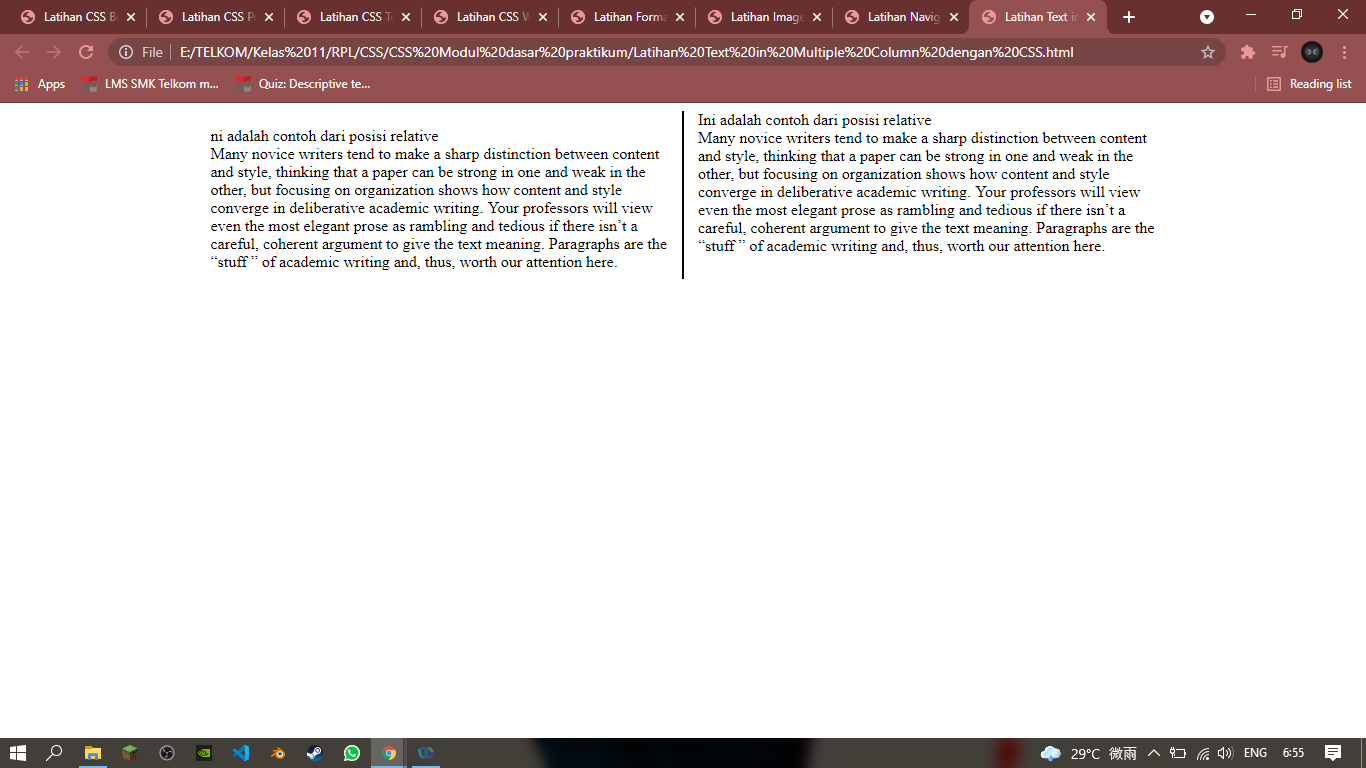 Latihan CSS B
Latihan CSS P
Latihan CSS T
Latihan CSS W
Latihan Forma
Latihan Image
Latihan Navig
Latihan Text in
File
E:/TELKOM/Kelas%2011/RPL/CSS/CSS%20Modul%20dasar%20praktikum/Latihan%20Text%20in%20Multiple%20Column%20dengan%20CSS.html
Apps
LMS SMK Telkom m...
Quiz: Descriptive te...
Reading list
ni adalah contoh dari posisi relative
Many novice writers tend to make a sharp distinction between content
and style, thinking that a paper can be strong in one and weak in the
other, but focusing on organization shows how content and style
converge in deliberative academic writing. Your professors will view
even the most elegant prose as rambling and tedious if there isn’t a
careful, coherent argument to give the text meaning. Paragraphs are the
“stuff ” of academic writing and, thus, worth our attention here.
Ini adalah contoh dari posisi relative
Many novice writers tend to make a sharp distinction between content
and style, thinking that a paper can be strong in one and weak in the
other, but focusing on organization shows how content and style
converge in deliberative academic writing. Your professors will view
even the most elegant prose as rambling and tedious if there isn’t a
careful, coherent argument to give the text meaning. Paragraphs are the
“stuff ” of academic writing and, thus, worth our attention here.
29°C 微雨
ENG
6:55